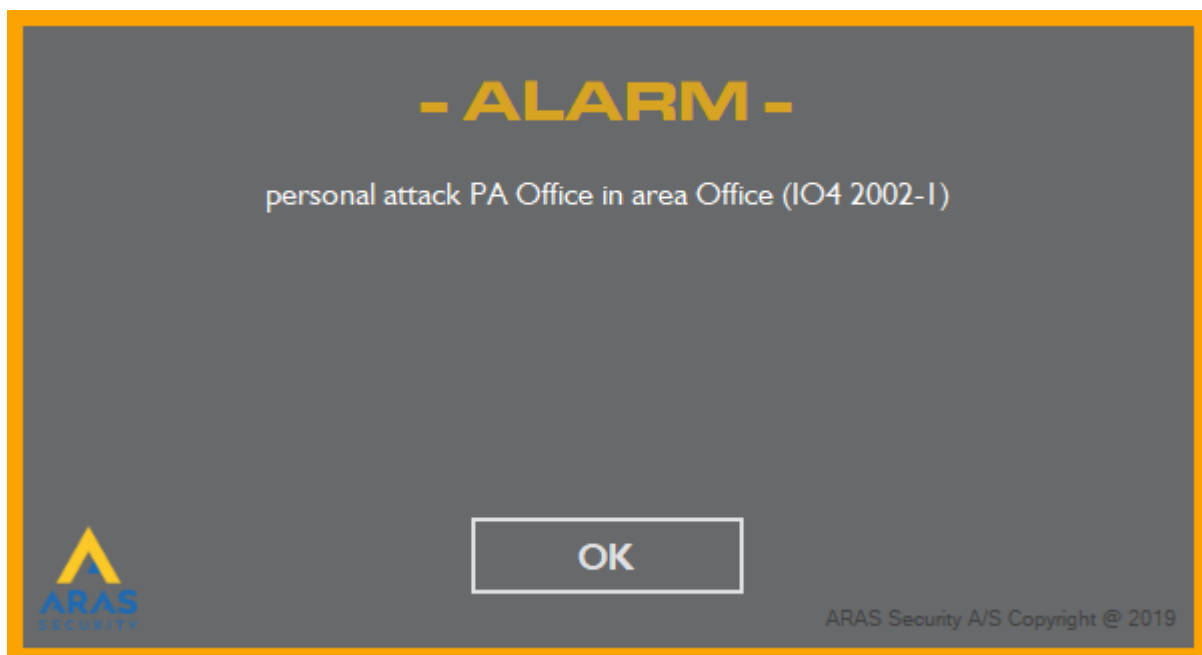 - ALARM -
personal attack PA Office in area Office (IO4 2002-1)
OK
ARAS
SECURITY
ARAS Security A/S Copyright @ 2019